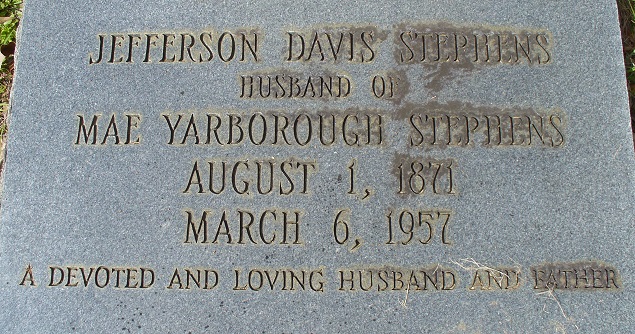 JEFFERSON DAVIS STEPHENS
HUSBAND OF
MAE YARBOROUGH STEPHENS
AUGUST 1, 1871
MARCH 6, 1957
A DEVOTED AND LOVING HUSBAND AND FATHER